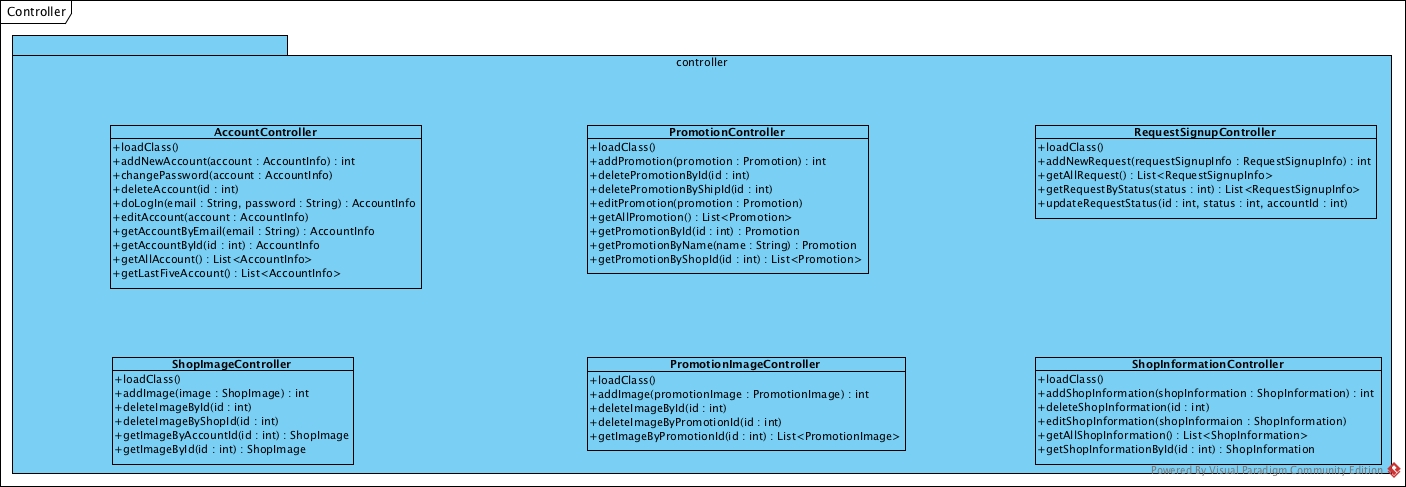 Controller
controller
AccountController
+loadClass()
+addNewAccount(account : AccountInfo) : int
+changePassword(account : AccountInfo)
+deleteAccount(id : int)
+doLogIn(email : String, password : String) : AccountInfo
+editAccount(account : AccountInfo)
+getAccountByEmail(email : String) : AccountInfo
+getAccountById(id : int) : AccountInfo
+getAllAccount() : List<AccountInfo>
+getLastFiveAccount() : List<AccountInfo>
PromotionController
+loadClass()
+addPromotion(promotion : Promotion) : int
+deletePromotionById(id : int)
+deletePromotionByShipId(id : int)
+editPromotion(promotion : Promotion)
+getAllPromotion() : List<Promotion>
+getPromotionById(id : int) : Promotion
+getPromotionByName(name : String) : Promotion
+getPromotionByShopId(id : int) : List<Promotion>
RequestSignupController
+loadClass()
+addNewRequest(requestSignupInfo : RequestSignupInfo) : int
+getAllRequest() : List<RequestSignupInfo>
+getRequestByStatus(status : int) : List<RequestSignupInfo>
+updateRequestStatus(id : int, status : int, accountId : int)
ShopImageController
+loadClass()
+addImage(image : ShopImage) : int
+deleteImageById(id : int)
+deleteImageByShopId(id : int)
+getImageByAccountId(id : int) : ShopImage
+getImageById(id : int) : ShopImage
PromotionImageController
+loadClass()
+addImage(promotionImage : PromotionImage) : int
+deleteImageById(id : int)
+deleteImageByPromotionId(id : int)
+getImageByPromotionId(id : int) : List<PromotionImage>
ShopInformationController
+loadClass()
+addShopInformation(shopInformation : ShopInformation) : int
+deleteShopInformation(id : int)
+editShopInformation(shopInformaion : ShopInformation)
+getAllShopInformation() : List<ShopInformation>
+getShopInformationById(id : int) : ShopInformation
Powered By Visual Paradigm Community Edition